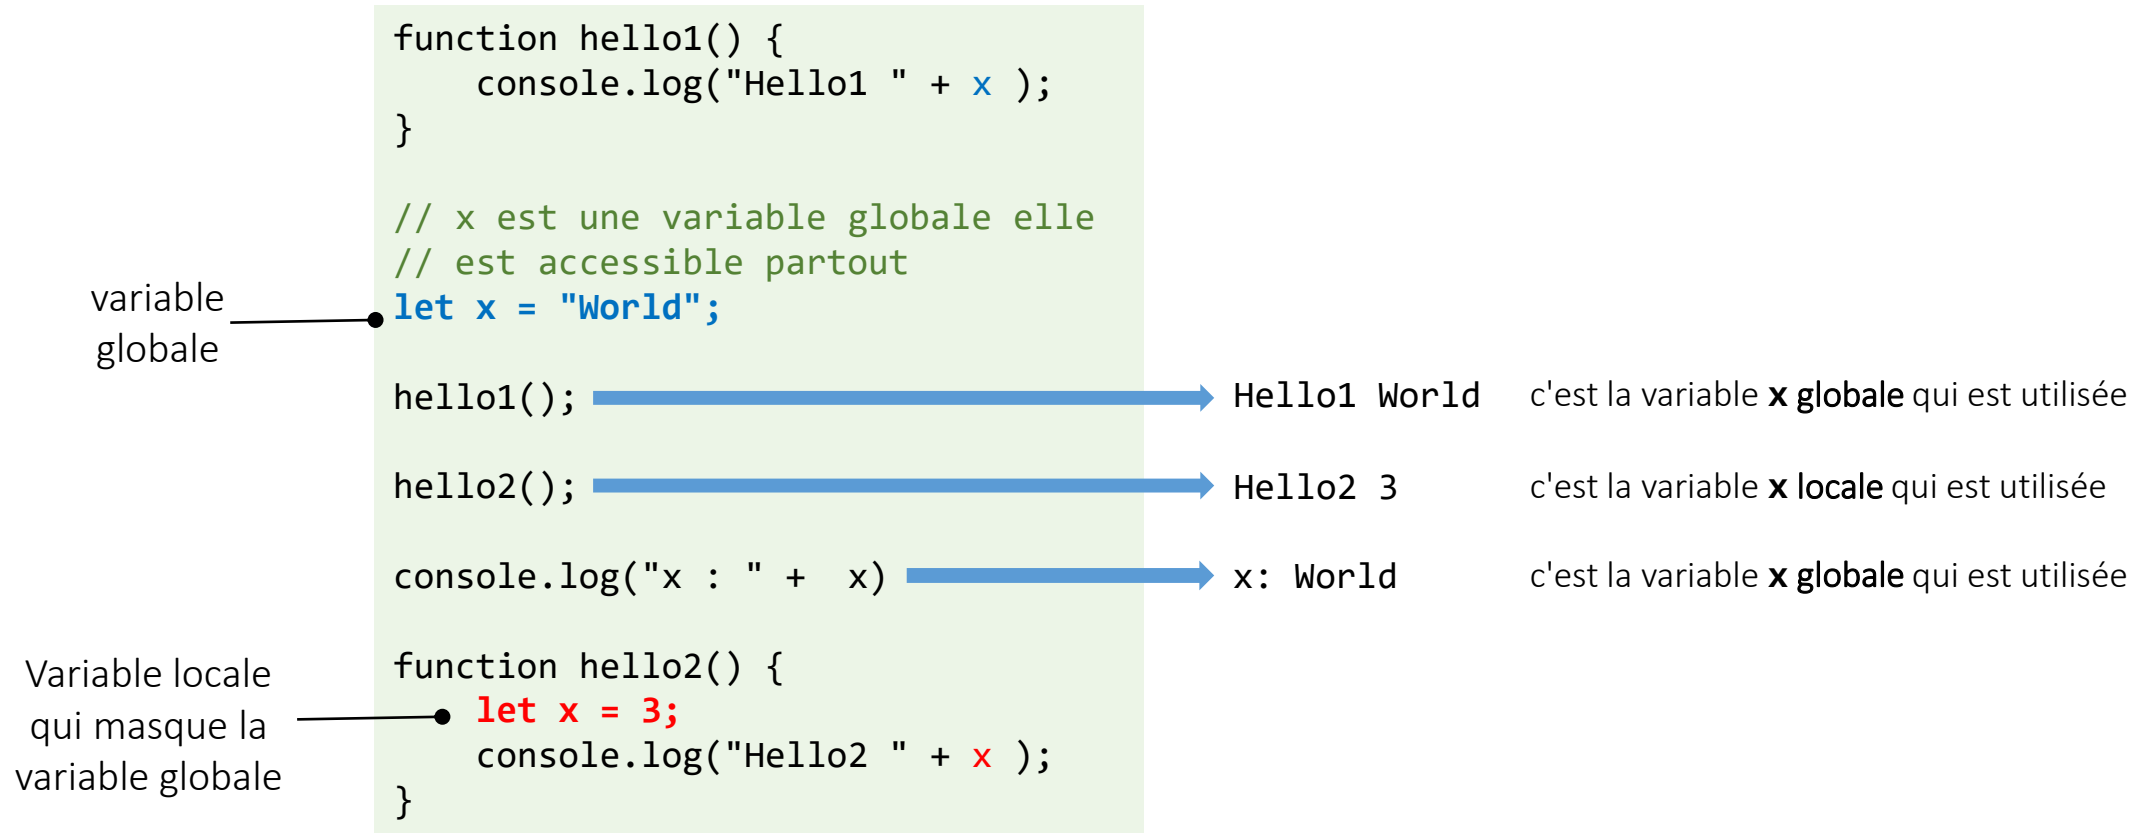 function hello1() {
console.log("Hello1 " + x );
}
// x est une variable globale elle
// est accessible partout
variable
globale
let x = "World";
hello1();
Hello1 World
c'est la variable x globale qui est utilisée
hello2();
Hello2 3
c'est la variable x locale qui est utilisée
console.log("x : " +  x)
x: World
c'est la variable x globale qui est utilisée
Variable locale
qui masque la
variable globale
function hello2() {
let x = 3;
console.log("Hello2 " + x );
}